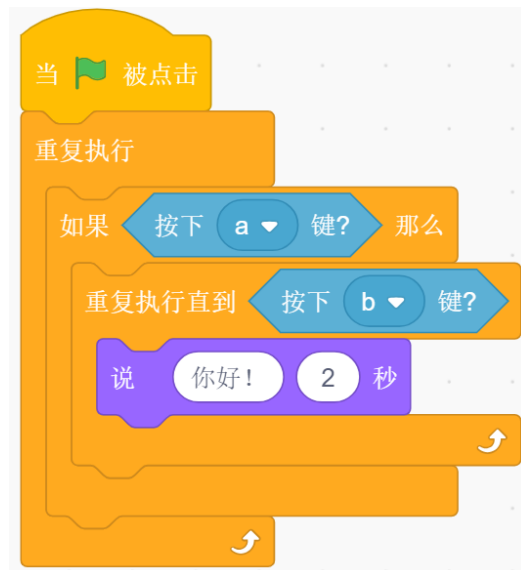 当 被点击
重复执行
如果 按下 a 键? 那么
重复执行直到 按下 b 键?
说 你好! 2 秒